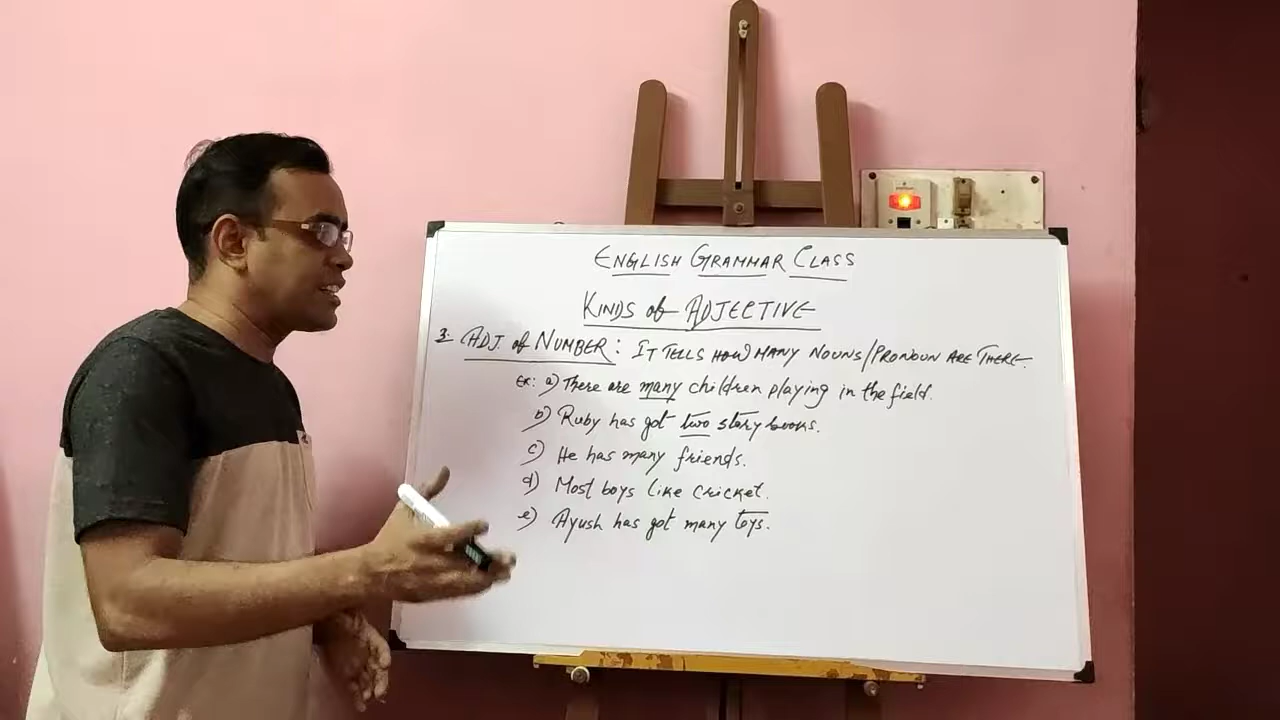 ENGLISH GRAMMAR CLASS
KINDS of ADJECTIVE
3. ADJ. of NUMBER: IT TELLS HOW MANY NOUNS/PRONOUN ARE THERE.
EX: a) There are many children playing in the field.
b) Ruby has got two story books.
c) He has many friends.
d) Most boys like cricket.
e) Ayush has got many toys.